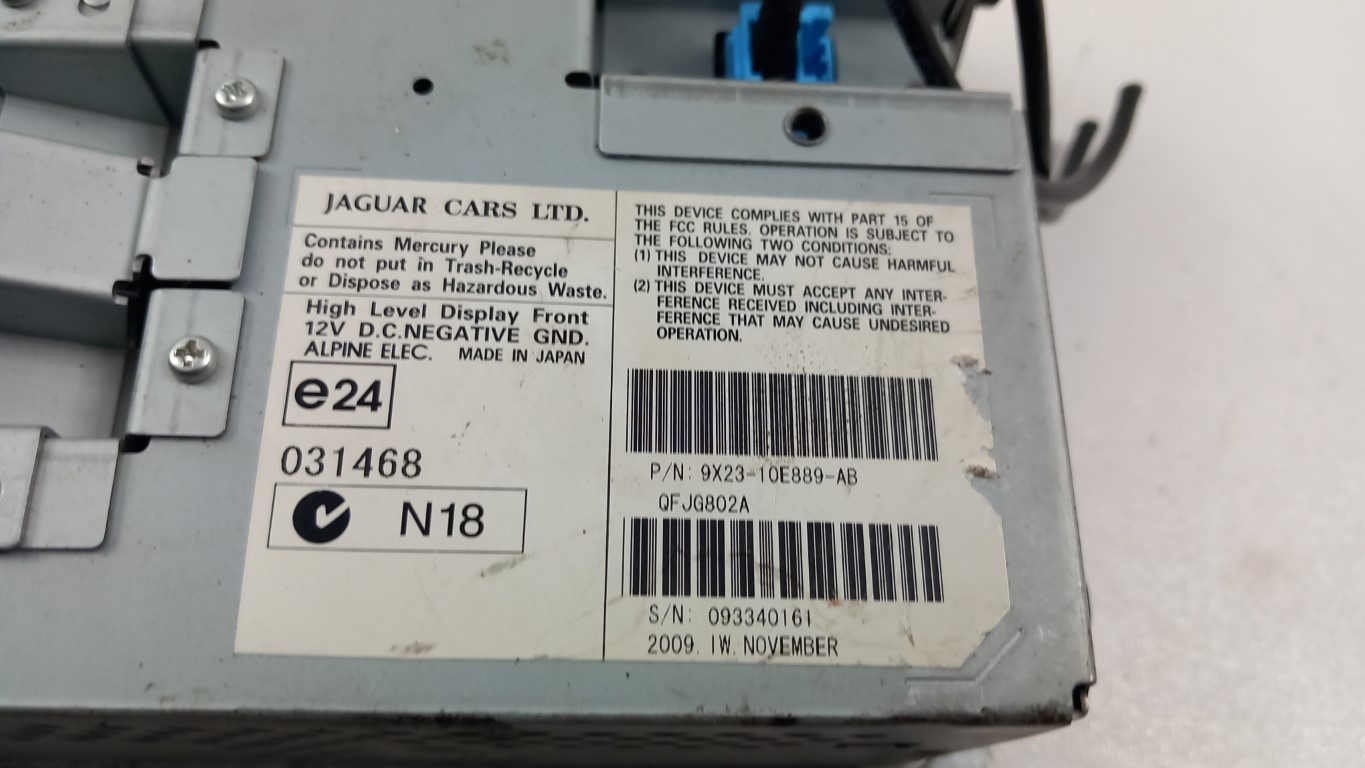 JAGUAR CARS LTD.
Contains Mercury Please
do not put in Trash-Recycle
or Dispose as Hazardous Waste.
High Level Display Front
12V D.C.NEGATIVE GND.
ALPINE ELEC. MADE IN JAPAN
e24
031468
N18
THIS DEVICE COMPLIES WITH PART 15 OF
THE FCC RULES. OPERATION IS SUBJECT TO
THE FOLLOWING TWO CONDITIONS:
(1) THIS DEVICE MAY NOT CAUSE HARMFUL
INTERFERENCE.
(2) THIS DEVICE MUST ACCEPT ANY INTER-
FERENCE RECEIVED INCLUDING INTER-
FERENCE THAT MAY CAUSE UNDESIRED
OPERATION.
P/N: 9X23-10E889-AB
QFJG802A
S/N: 093340161
2009. 1W. NOVEMBER